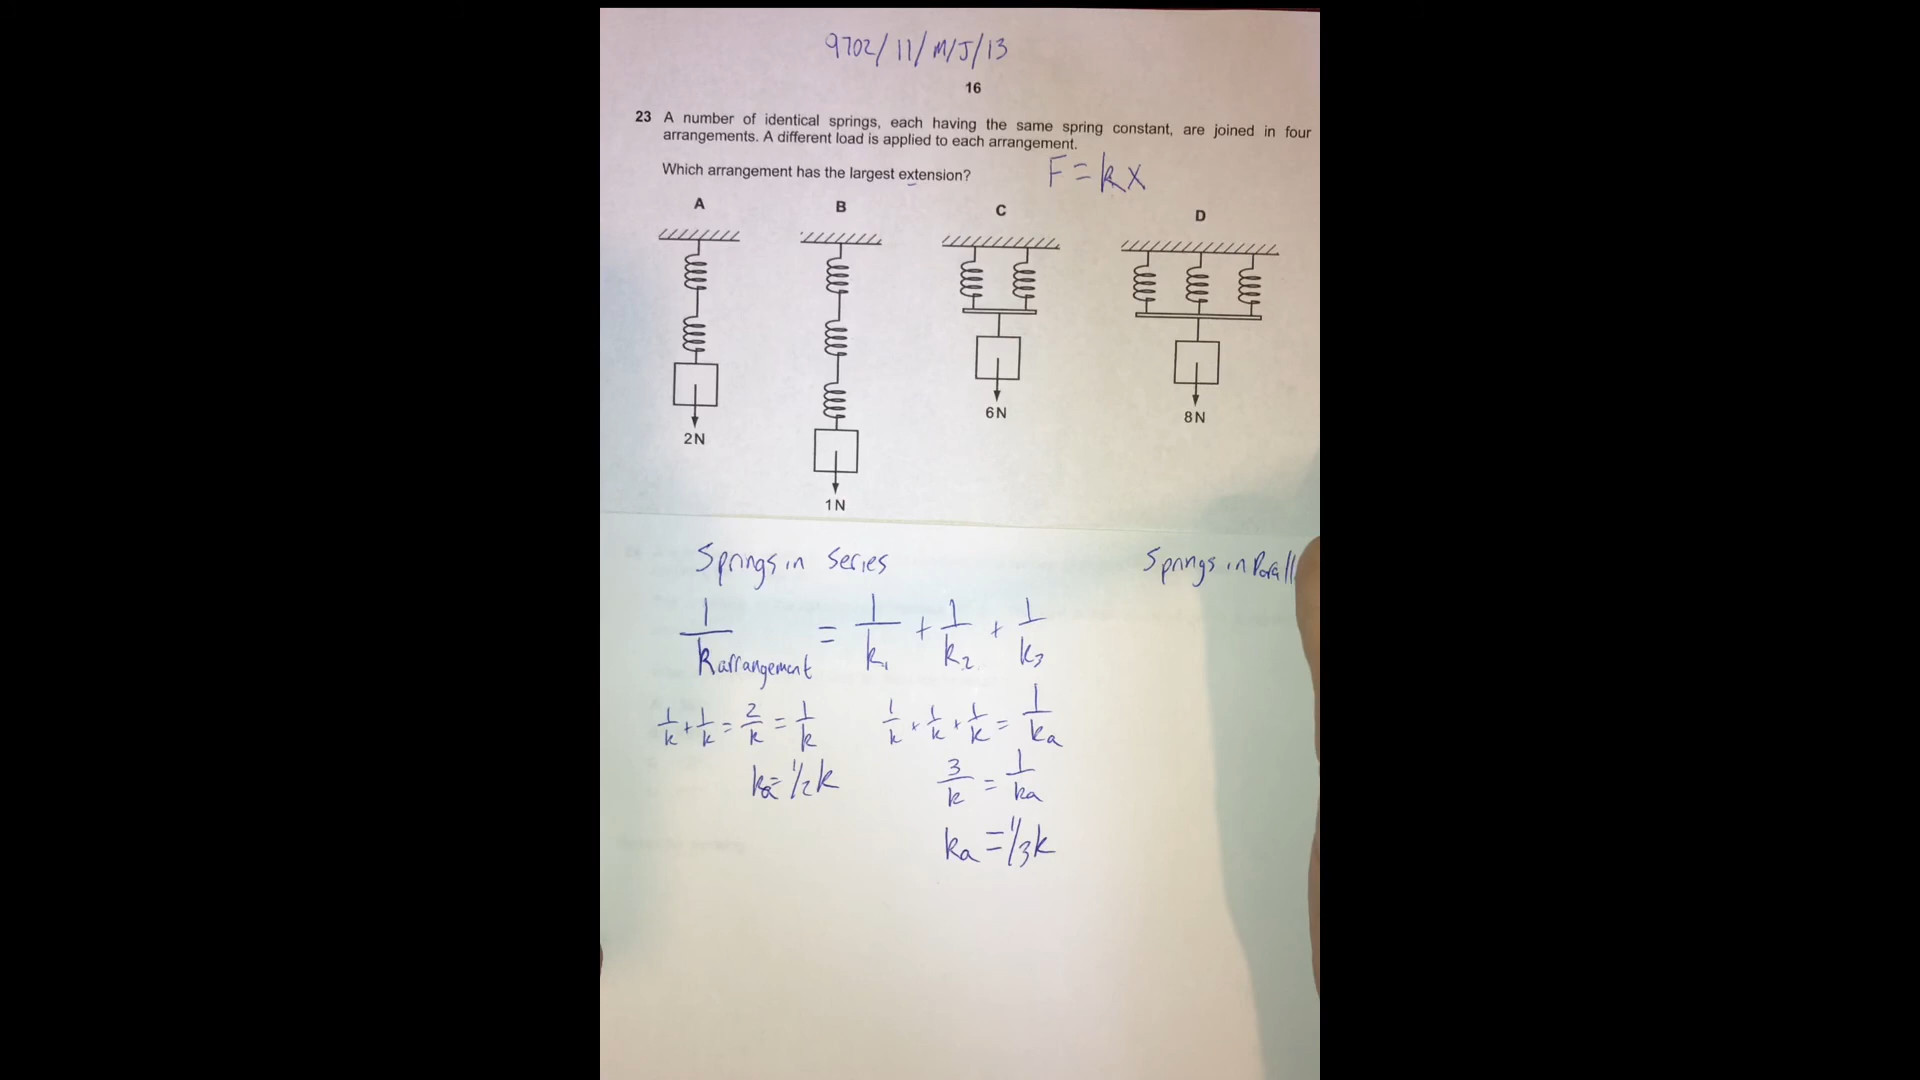 9702/11/M/J/13
16
23 A number of identical springs, each having the same spring constant, are joined in four
arrangements. A different load is applied to each arrangement.
Which arrangement has the largest extension?
F = kx
A B C D
6N
8N
2N
1N
Springs in Series
Springs in Parall
1/k arrangement = 1/k1 + 1/k2 + 1/k3
1/k + 1/k = 2/k = 1/k
1/k + 1/k + 1/k = 1/ka
ka = 1/2k
3/k = 1/ka
ka = 1/3k